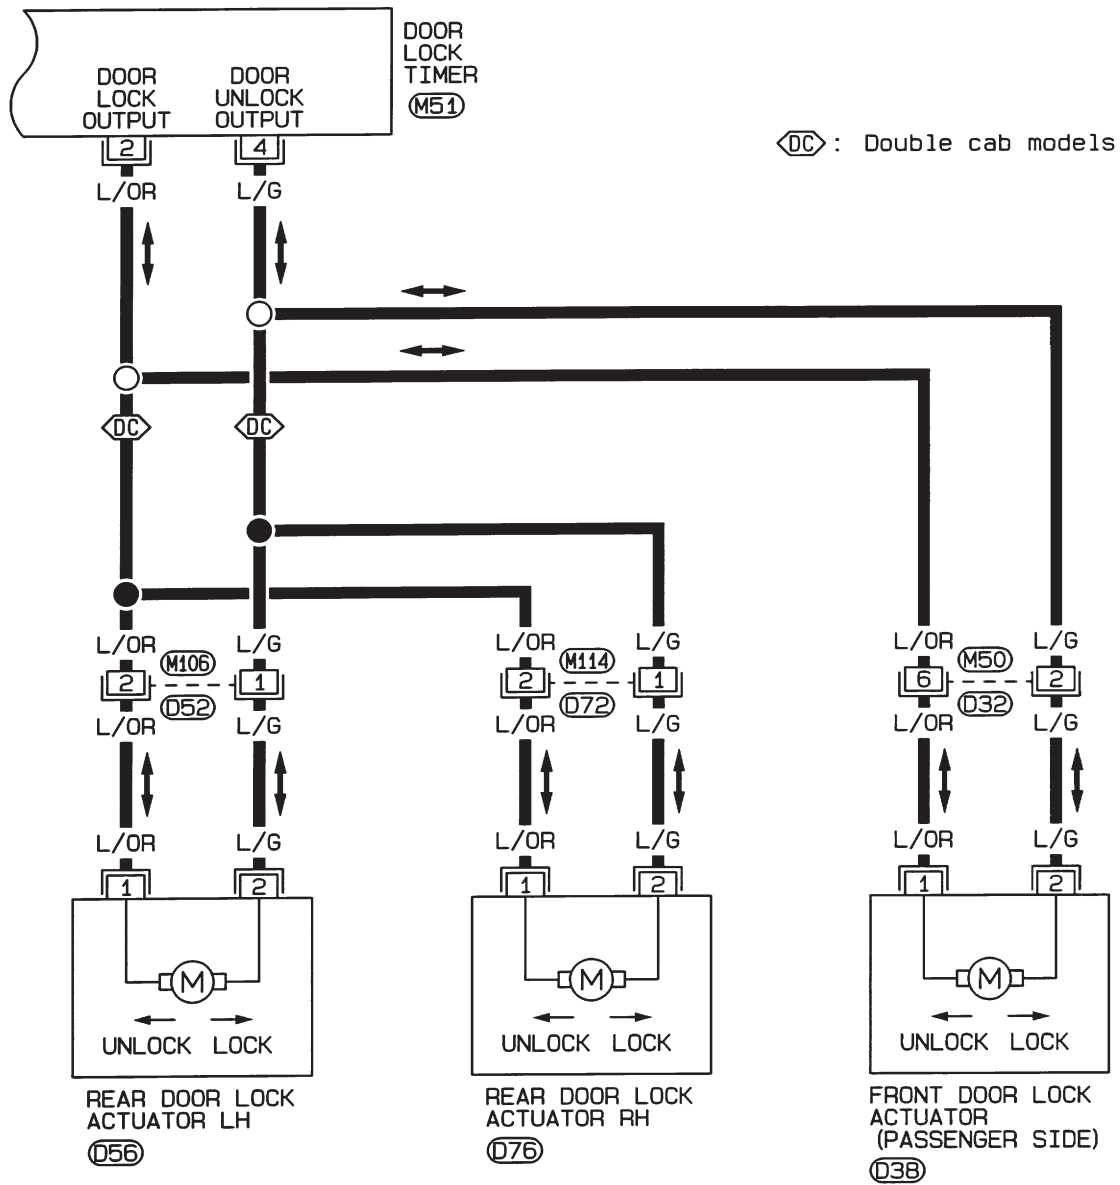 DOOR
LOCK
TIMER
M51
DOOR
LOCK
OUTPUT
DOOR
UNLOCK
OUTPUT
2
4
DC : Double cab models
L/OR
L/G
DC
DC
L/OR
L/G
L/OR
L/G
L/OR
L/G
M106
M114
M50
2
1
2
1
6
2
D52
D72
D32
L/OR
L/G
L/OR
L/G
L/OR
L/G
L/OR
L/G
L/OR
L/G
L/OR
L/G
1
2
1
2
1
2
M
M
M
UNLOCK LOCK
UNLOCK LOCK
UNLOCK LOCK
REAR DOOR LOCK
ACTUATOR LH
D56
REAR DOOR LOCK
ACTUATOR RH
D76
FRONT DOOR LOCK
ACTUATOR
(PASSENGER SIDE)
D38